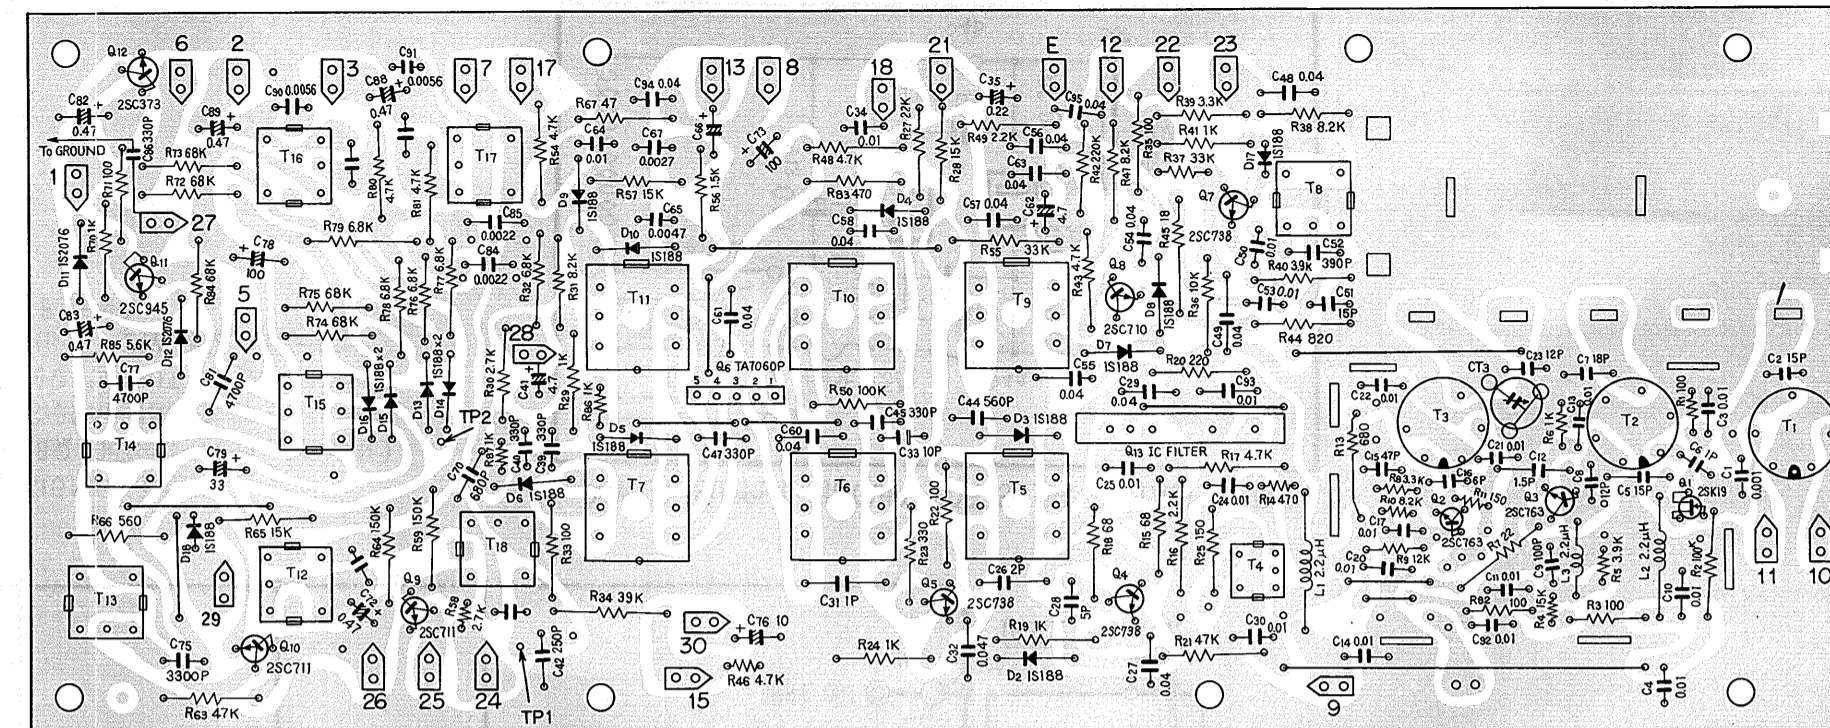 Q12
6
2
3
C91
0.0056
7
17
2SC373
C82
0.47
C89
0.47
C90 0.0056
C88
0.47
To GROUND
C86 330P
R73 68K
R72 68K
R71 100
1
T16
R80
4.7K
R81 4.7K
T17
R54 4.7K
R67 47
C94 0.04
C64
0.01
C67
0.0027
C66
13
8
C73
100
18
C34
0.01
R48 4.7K
R83 470
R27 22K
21
R28 15K
C35
0.22
R49 2.2K
E
C95 0.04
12
22
23
C48 0.04
R39 3.3K
R38 8.2K
R41 1K
R37 33K
D17
1S188
C56
0.04
C63
0.04
R42 220K
R47 8.2K
R35 100
R57 15K
D9
1S188
R56 1.5K
C65
0.0047
D10
1S188
D4
1S188
C58
0.04
C57 0.04
C62
4.7
R55 33K
C54 0.04
R45 18
Q7
2SC738
T8
C50
0.01
C52
390P
R40 3.9K
C53 0.01
C51
15P
R44 820
27
R70 1K
D11 1S2076
Q11
2SC945
R84 68K
C78
100
R79 6.8K
C85
0.0022
C84
0.0022
R78 6.8K
R76 6.8K
R77 6.8K
R32 6.8K
R31 8.2K
T11
T10
T9
R43 4.7K
Q8
2SC710
D8
1S188
R36 10K
C49
0.04
D7
1S188
R20 220
C61
0.04
5
R75 68K
R74 68K
C83
0.47
R85 5.6K
D12 1S2076
C77
4700P
C81
4700P
28
R30 2.7K
C41
4.7
R29 1K
R86 1K
Q6 TA7060P
5 4 3 2 1
C55
0.04
C29
0.04
C93
0.01
T15
1S188×2
D16
D15
1S188×2
D13
D14
TP2
R50 100K
C45 330P
C44 560P
D3 1S188
C60
0.04
C33 10P
C47 330P
D5
1S188
T14
C79
33
C70
680P
R87 1K
C40
330P
C39
330P
D6 1S188
T7
T6
T5
Q13 IC FILTER
C25 0.01
R17 4.7K
C24 0.01
R14 470
R66 560
D18
1S188
R65 15K
R64 150K
R59 150K
T18
R33 100
R22 100
R23 330
R18 68
R15 68
R16 2.2K
R25 150
T4
L1 2.2μH
T13
29
T12
C72
0.47
Q9
2SC711
R58
2.7K
C42 250P
R34 39K
C31 1P
Q5
2SC738
C26 2P
C28
5P
Q4
2SC738
C75
3300P
Q10
2SC711
R63 47K
26
25
24
TP1
30
15
C76 10
R46 4.7K
R24 1K
C32
0.047
R19 1K
D2 1S188
C27
0.04
R21 47K
C30 0.01
9
C14 0.01
C4
0.01
CT3
C23 12P
C7 18P
C2 15P
C22
0.01
T3
T2
T1
R13
680
C13
0.01
R6 1K
C21 0.01
R1 100
C3 0.01
C15 47P
R8 3.3K
R10 8.2K
C16
6P
R11 150
C12
1.5P
C8
C5 15P
C6 1P
C1
0.001
Q2
2SC763
Q3
2SC763
Q1
2SK19
C17
0.01
R9 12K
C20
0.01
R7 22
C9 100P
L3 2.2μH
R5 3.9K
L2 2.2μH
R2 100K
C11 0.01
R82
100
R4 15K
R3 100
C10
0.01
C92 0.01
11
10